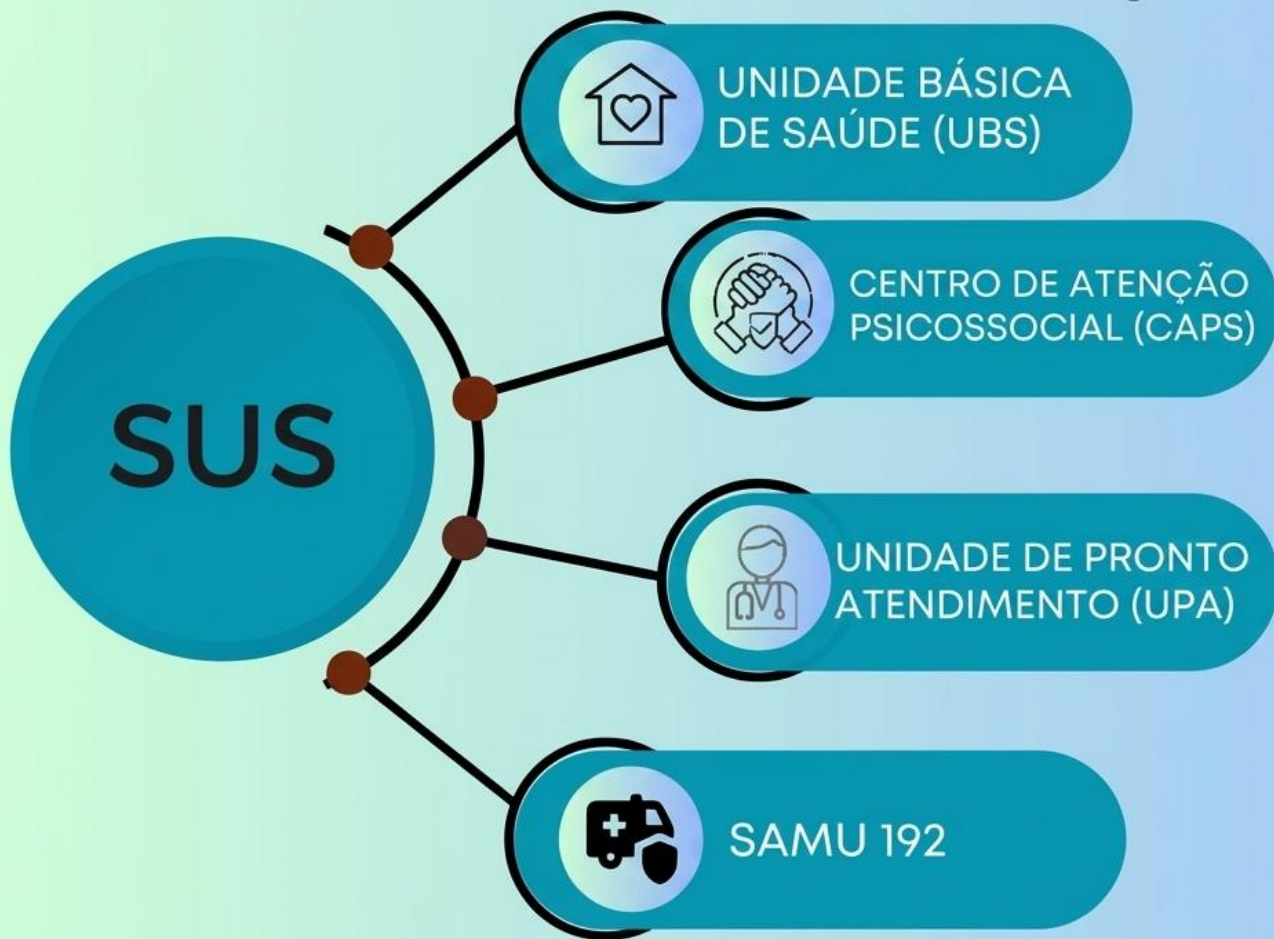 SUS
UNIDADE BÁSICA
DE SAÚDE (UBS)
CENTRO DE ATENÇÃO
PSICOSSOCIAL (CAPS)
UNIDADE DE PRONTO
ATENDIMENTO (UPA)
SAMU 192